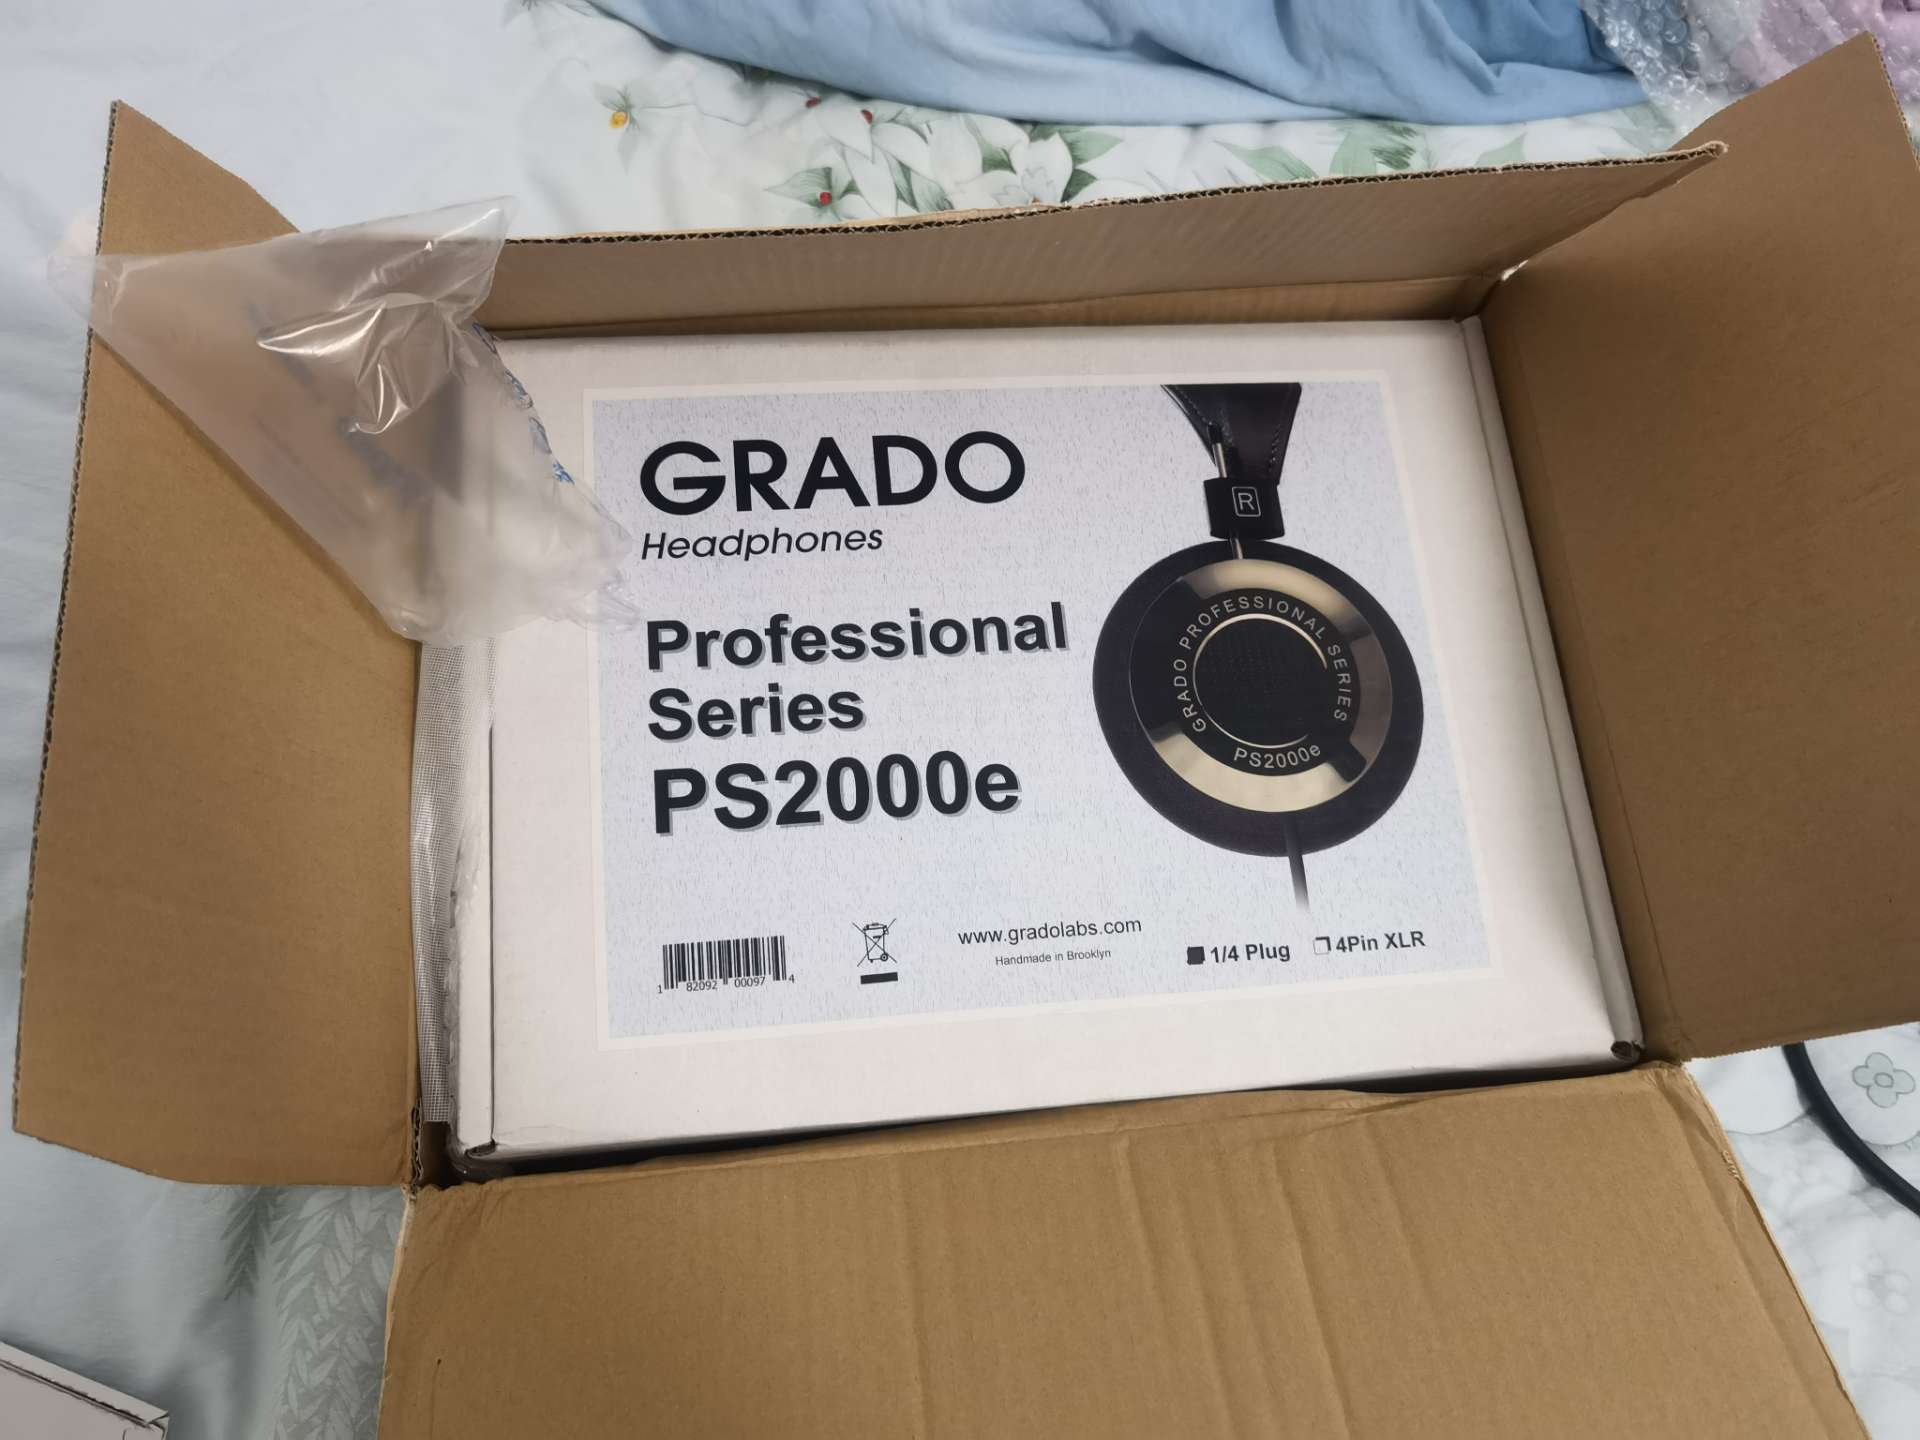 GRADO
Headphones
Professional
Series
PS2000e
R
GRADO PROFESSIONAL SERIES
PS2000e
1 82092 00097 4
www.gradolabs.com
Handmade in Brooklyn
1/4 Plug
4Pin XLR